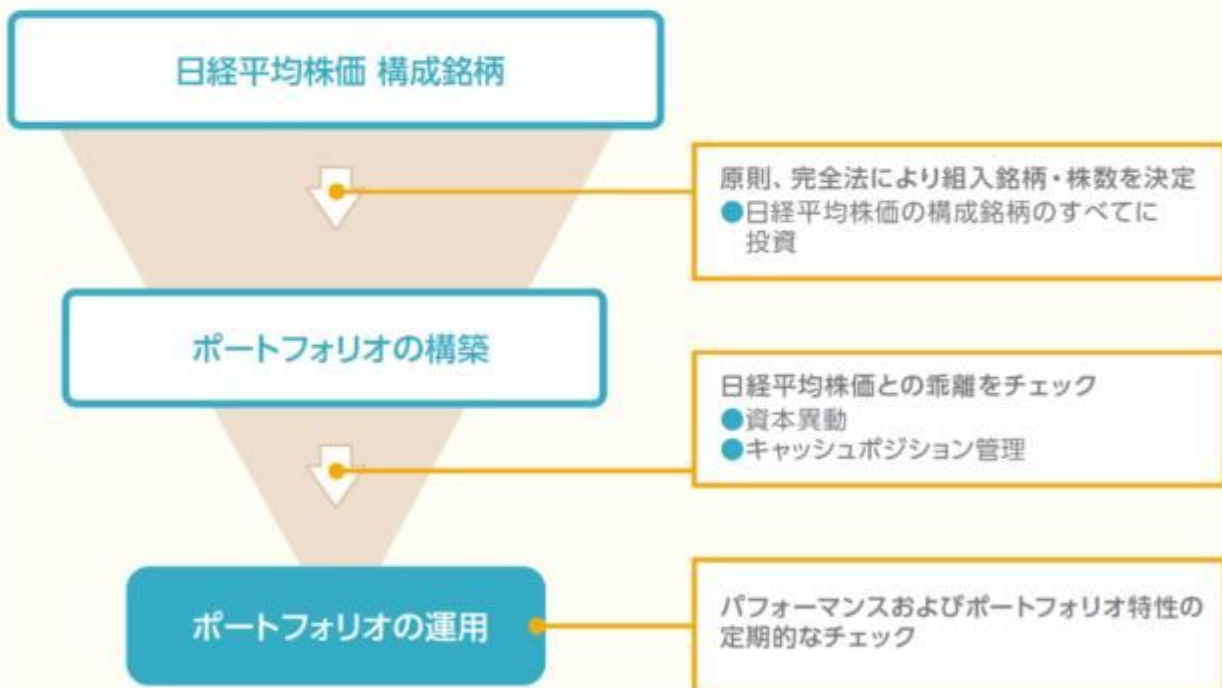 日経平均株価 構成銘柄
原則、完全法により組入銘柄・株数を決定
●日経平均株価の構成銘柄のすべてに
投資
ポートフォリオの構築
日経平均株価との乖離をチェック
●資本異動
●キャッシュポジション管理
ポートフォリオの運用
パフォーマンスおよびポートフォリオ特性の
定期的なチェック